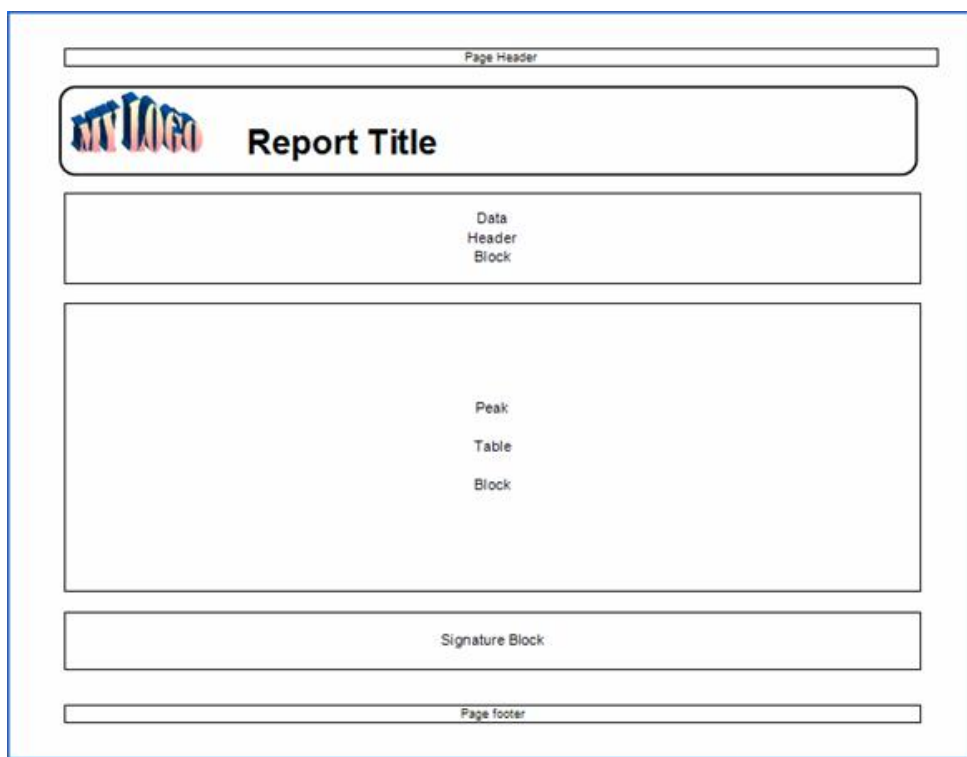 Page Header
MY LOGO
Report Title
Data
Header
Block
Peak
Table
Block
Signature Block
Page footer